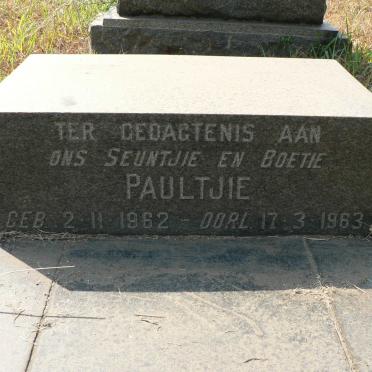 TER GEDAGTENIS AAN
ONS SEUNTJIE EN BOETIE
PAULTJIE
GEB. 2. 11. 1962 - OORL. 17. 3. 1963.